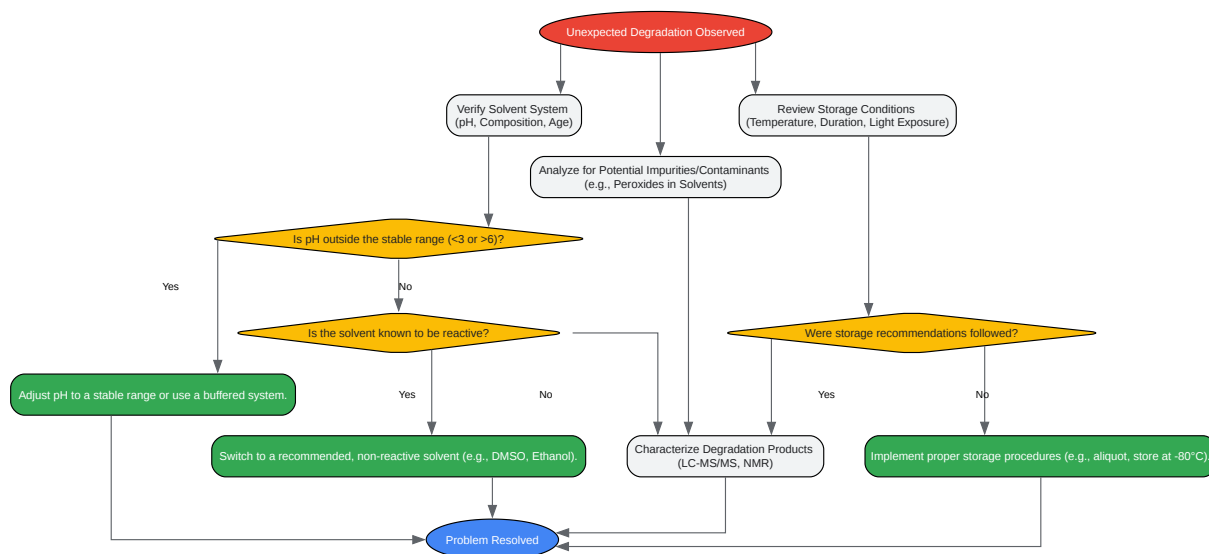 Unexpected Degradation Observed
Verify Solvent System
(pH, Composition, Age)
Review Storage Conditions
(Temperature, Duration, Light Exposure)
Analyze for Potential Impurities/Contaminants
(e.g., Peroxides in Solvents)
Is pH outside the stable range (<3 or >6)?
Yes
No
Is the solvent known to be reactive?
Were storage recommendations followed?
Adjust pH to a stable range or use a buffered system.
Yes
No
Yes
No
Switch to a recommended, non-reactive solvent (e.g., DMSO, Ethanol).
Characterize Degradation Products
(LC-MS/MS, NMR)
Implement proper storage procedures (e.g., aliquot, store at -80°C).
Problem Resolved